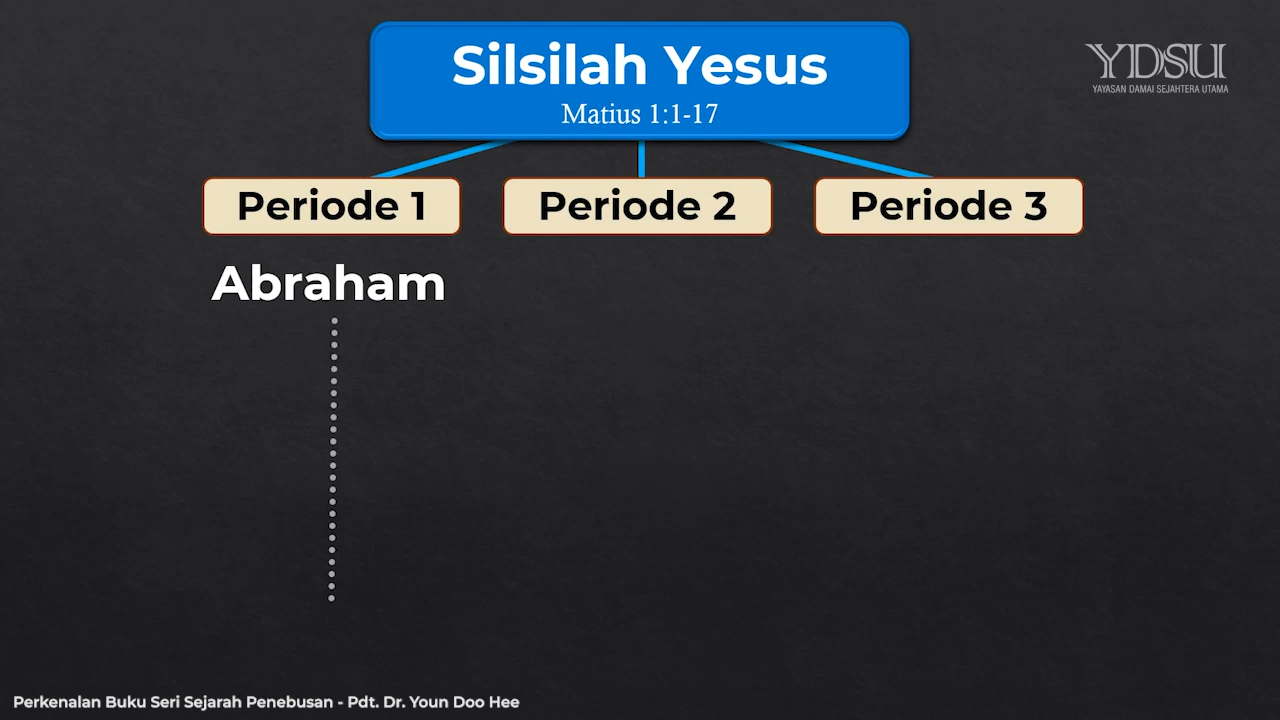 Silsilah Yesus
Matius 1:1-17
YDSU
YAYASAN DAMAI SEJAHTERA UTAMA
Periode 1
Periode 2
Periode 3
Abraham
Perkenalan Buku Seri Sejarah Penebusan - Pdt. Dr. Youn Doo Hee